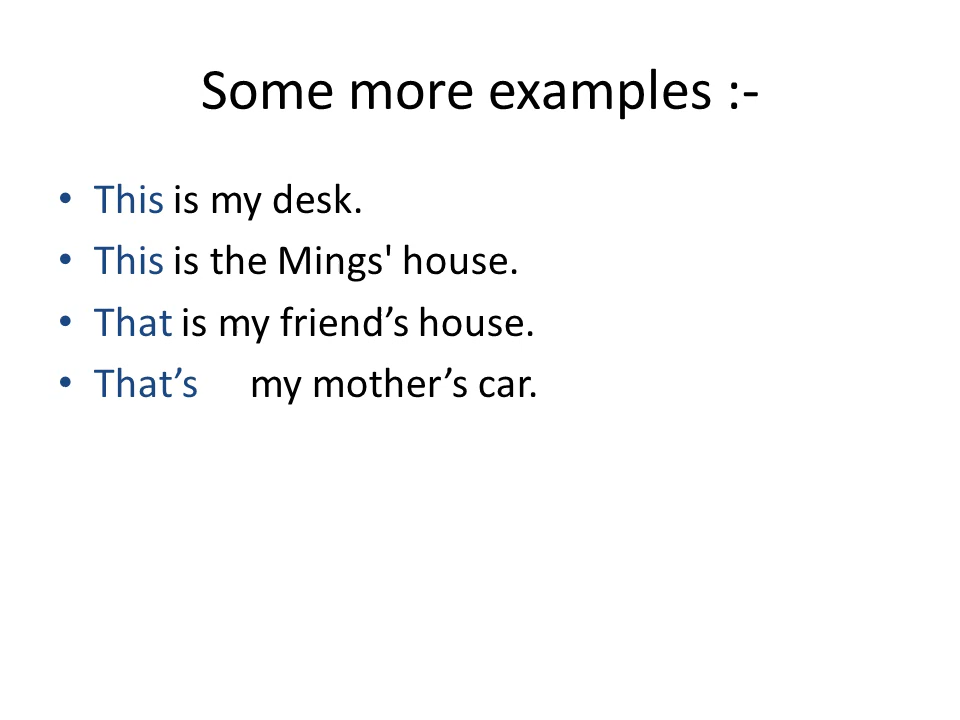 Some more examples :-
• This is my desk.
• This is the Mings' house.
• That is my friend’s house.
• That’s my mother’s car.